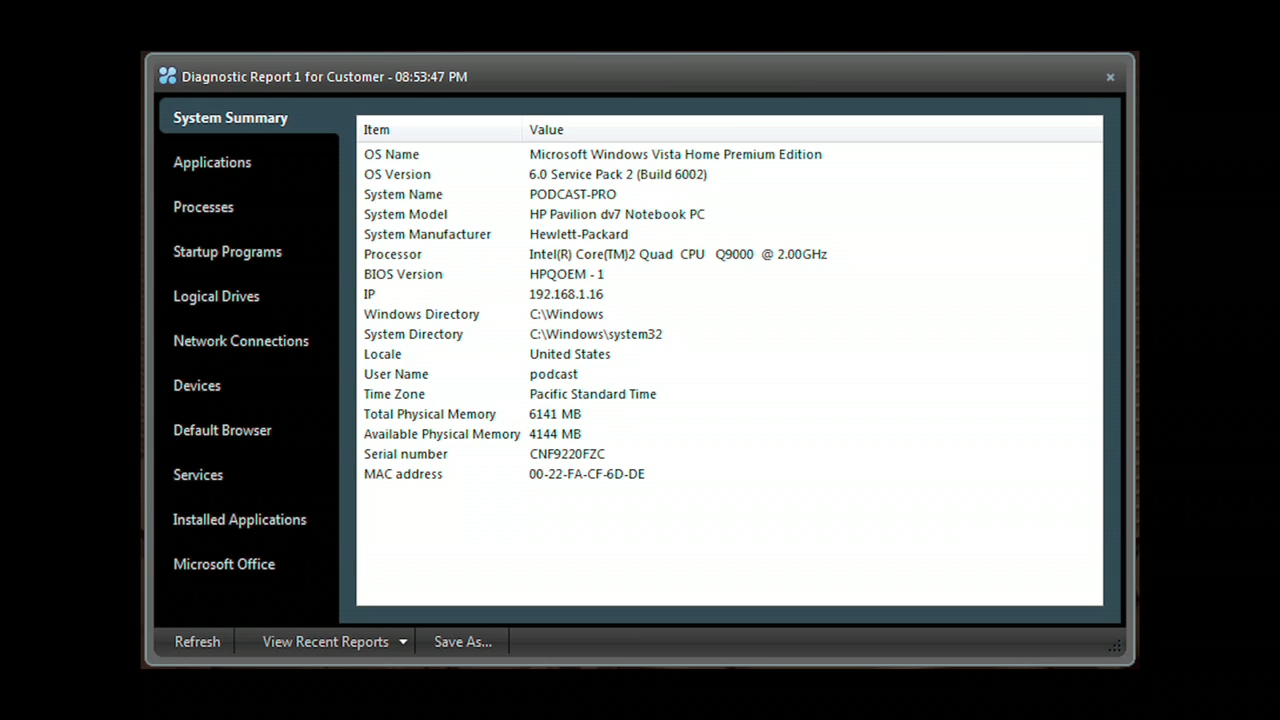 Diagnostic Report 1 for Customer - 08:53:47 PM
System Summary
Applications
Processes
Startup Programs
Logical Drives
Network Connections
Devices
Default Browser
Services
Installed Applications
Microsoft Office
Item Value
OS Name Microsoft Windows Vista Home Premium Edition
OS Version 6.0 Service Pack 2 (Build 6002)
System Name PODCAST-PRO
System Model HP Pavilion dv7 Notebook PC
System Manufacturer Hewlett-Packard
Processor Intel(R) Core(TM)2 Quad CPU Q9000 @ 2.00GHz
BIOS Version HPQOEM - 1
IP 192.168.1.16
Windows Directory C:\Windows
System Directory C:\Windows\system32
Locale United States
User Name podcast
Time Zone Pacific Standard Time
Total Physical Memory 6141 MB
Available Physical Memory 4144 MB
Serial number CNF9220FZC
MAC address 00-22-FA-CF-6D-DE
Refresh View Recent Reports Save As...